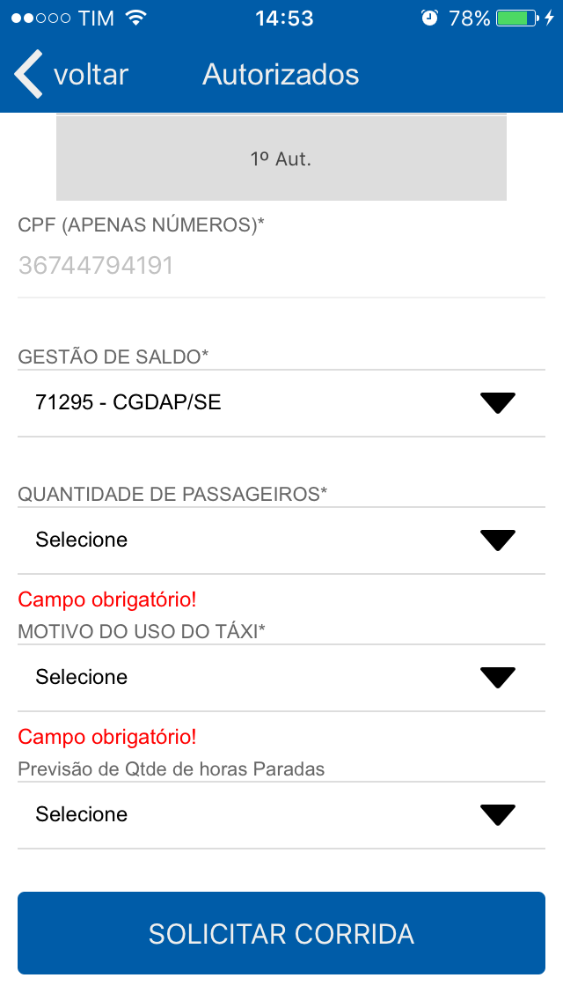 TIM 14:53 78%
voltar Autorizados
1º Aut.
CPF (APENAS NÚMEROS)*
36744794191
GESTÃO DE SALDO*
71295 - CGDAP/SE
QUANTIDADE DE PASSAGEIROS*
Selecione
Campo obrigatório!
MOTIVO DO USO DO TÁXI*
Selecione
Campo obrigatório!
Previsão de Qtde de horas Paradas
Selecione
SOLICITAR CORRIDA